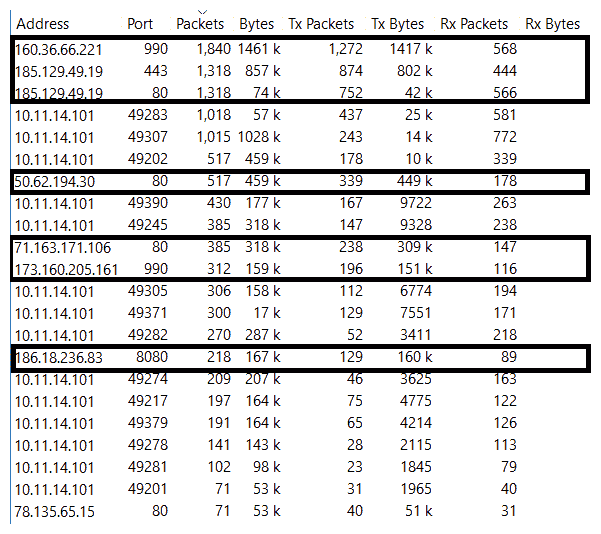 Address Port Packets Bytes Tx Packets Tx Bytes Rx Packets Rx Bytes
160.36.66.221 990 1,840 1461 k 1,272 1417 k 568
185.129.49.19 443 1,318 857 k 874 802 k 444
185.129.49.19 80 1,318 74 k 752 42 k 566
10.11.14.101 49283 1,018 57 k 437 25 k 581
10.11.14.101 49307 1,015 1028 k 243 14 k 772
10.11.14.101 49202 517 459 k 178 10 k 339
50.62.194.30 80 517 459 k 339 449 k 178
10.11.14.101 49390 430 177 k 167 9722 263
10.11.14.101 49245 385 318 k 147 9328 238
71.163.171.106 80 385 318 k 238 309 k 147
173.160.205.161 990 312 159 k 196 151 k 116
10.11.14.101 49305 306 158 k 112 6774 194
10.11.14.101 49371 300 17 k 129 7551 171
10.11.14.101 49282 270 287 k 52 3411 218
186.18.236.83 8080 218 167 k 129 160 k 89
10.11.14.101 49274 209 207 k 46 3625 163
10.11.14.101 49217 197 164 k 75 4775 122
10.11.14.101 49379 191 164 k 65 4214 126
10.11.14.101 49278 141 143 k 28 2115 113
10.11.14.101 49281 102 98 k 23 1845 79
10.11.14.101 49201 71 53 k 31 1965 40
78.135.65.15 80 71 53 k 40 51 k 31